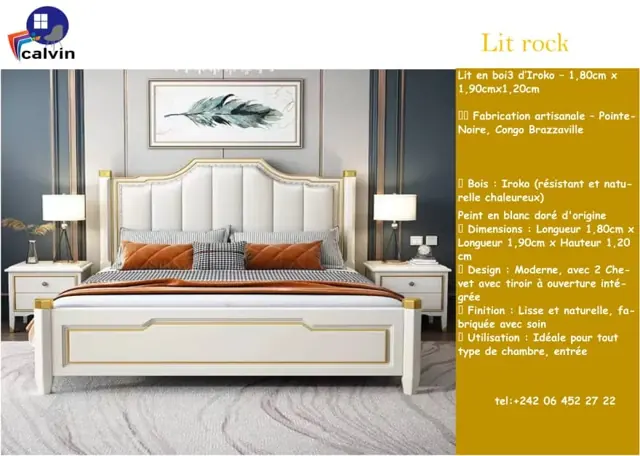 calvin
Lit rock
Lit en boi3 d'Iroko – 1,80cm x
1,90cmx1,20cm
Fabrication artisanale – Pointe-
Noire, Congo Brazzaville
Bois : Iroko (résistant et natu-
relle chaleureux)
Peint en blanc doré d'origine
Dimensions : Longueur 1,80cm x
Longueur 1,90cm x Hauteur 1,20
cm
Design : Moderne, avec 2 Che-
vet avec tiroir à ouverture inté-
grée
Finition : Lisse et naturelle, fa-
briquée avec soin
Utilisation : Idéale pour tout
type de chambre, entrée
tel:+242 06 452 27 22